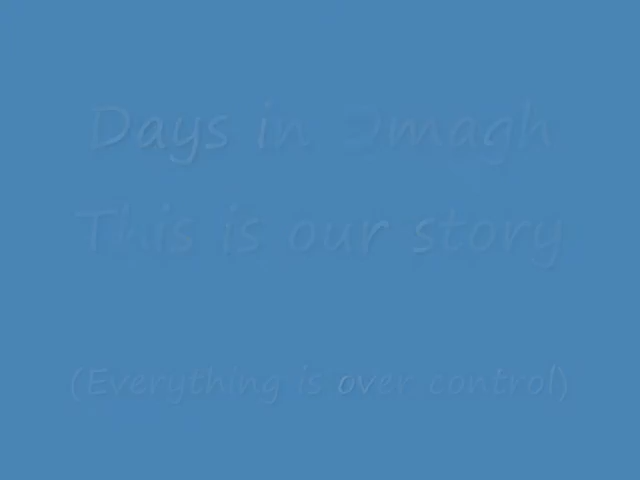 Days in Omagh
This is our story
(Everything is over control)